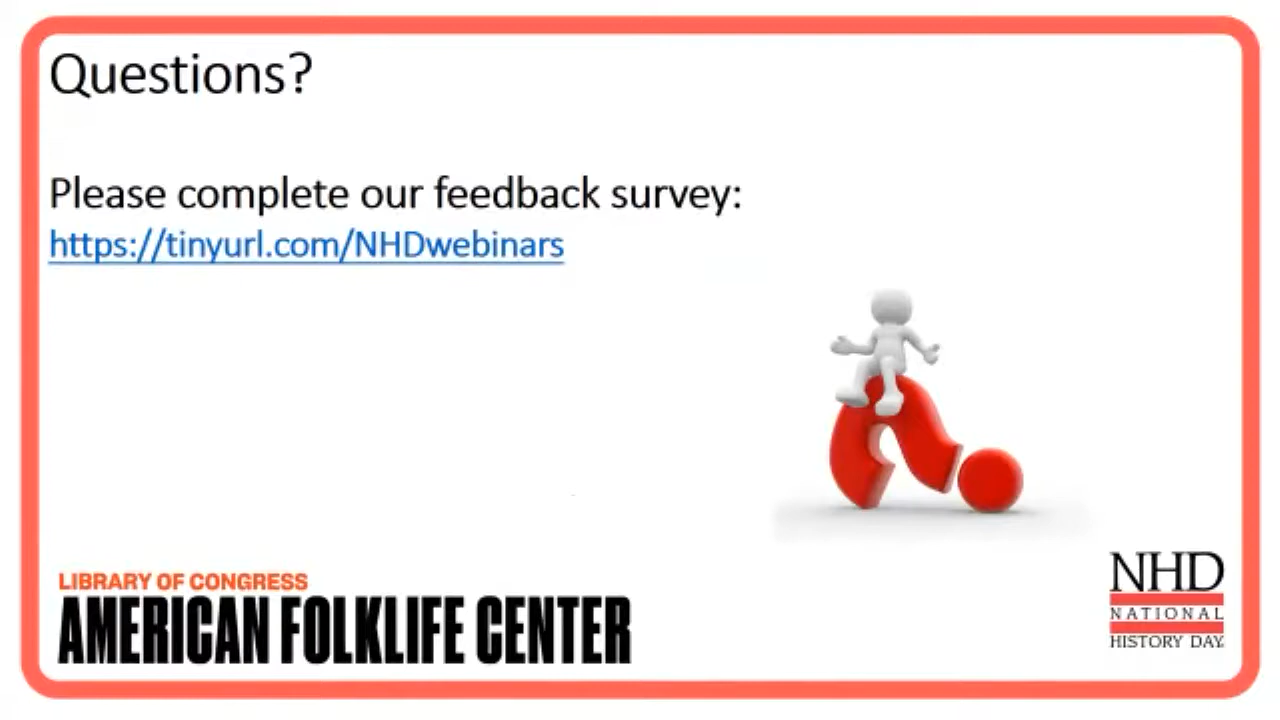 Questions?
Please complete our feedback survey:
https://tinyurl.com/NHDwebinars
LIBRARY OF CONGRESS
AMERICAN FOLKLIFE CENTER
NHD
NATIONAL
HISTORY DAY